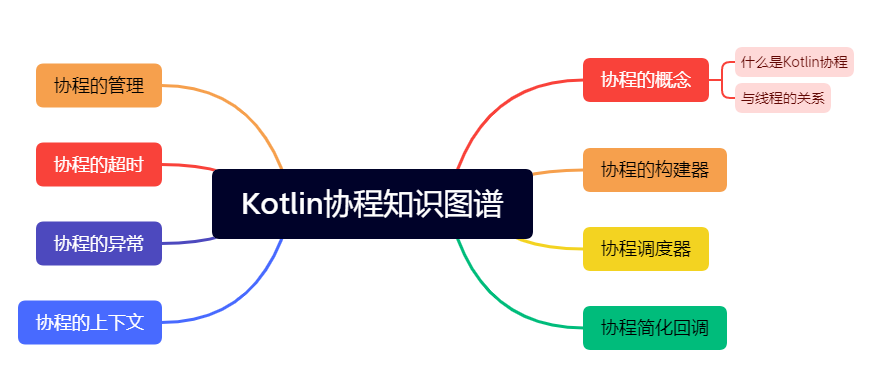 Kotlin协程知识图谱
协程的概念
什么是Kotlin协程
与线程的关系
协程的构建器
协程调度器
协程简化回调
协程的管理
协程的超时
协程的异常
协程的上下文